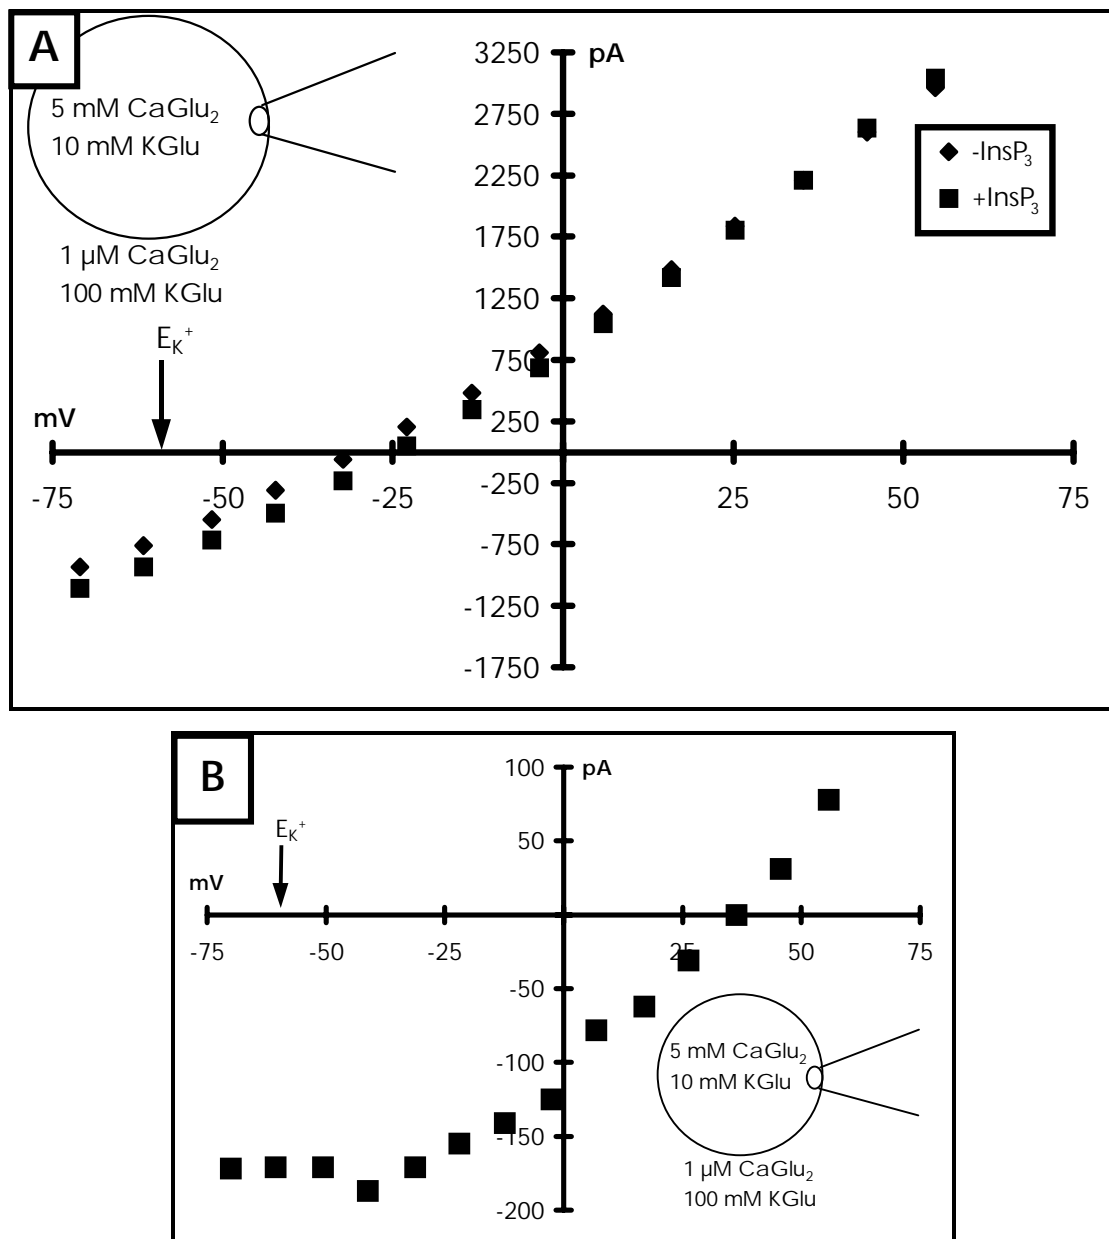 A
5 mM CaGlu₂
10 mM KGlu
1 µM CaGlu₂
100 mM KGlu
E_K⁺
mV
pA
3250
2750
2250
1750
1250
750
250
-250
-750
-1250
-1750
-75
-50
-25
25
50
75
-InsP₃
+InsP₃
B
E_K⁺
mV
pA
100
50
-50
-100
-150
-200
-75
-50
-25
25
50
75
5 mM CaGlu₂
10 mM KGlu
1 µM CaGlu₂
100 mM KGlu